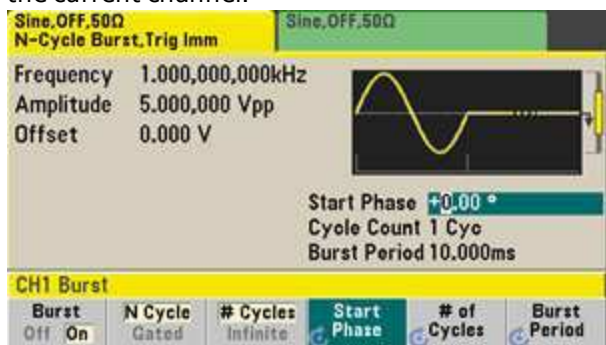 the current channel.
Sine,OFF,50Ω
N-Cycle Burst,Trig Imm
Sine,OFF,50Ω
Frequency 1.000,000,000kHz
Amplitude 5.000,000 Vpp
Offset 0.000 V
Start Phase +0.00 °
Cycle Count 1 Cyc
Burst Period 10.000ms
CH1 Burst
Burst
Off On
N Cycle
Gated
# Cycles
Infinite
Start
Phase
# of
Cycles
Burst
Period